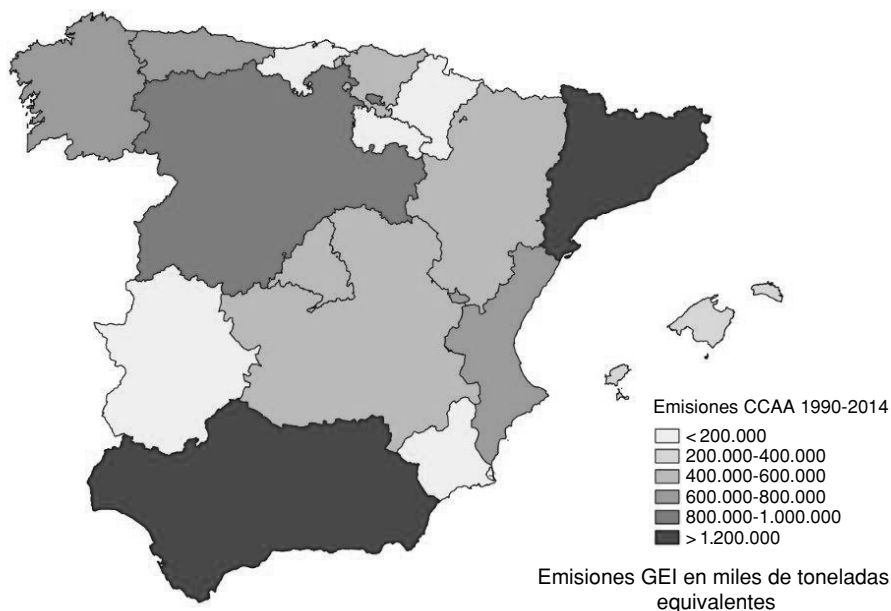 Emisiones CCAA 1990-2014
< 200.000
200.000-400.000
400.000-600.000
600.000-800.000
800.000-1.000.000
> 1.200.000
Emisiones GEI en miles de toneladas
equivalentes